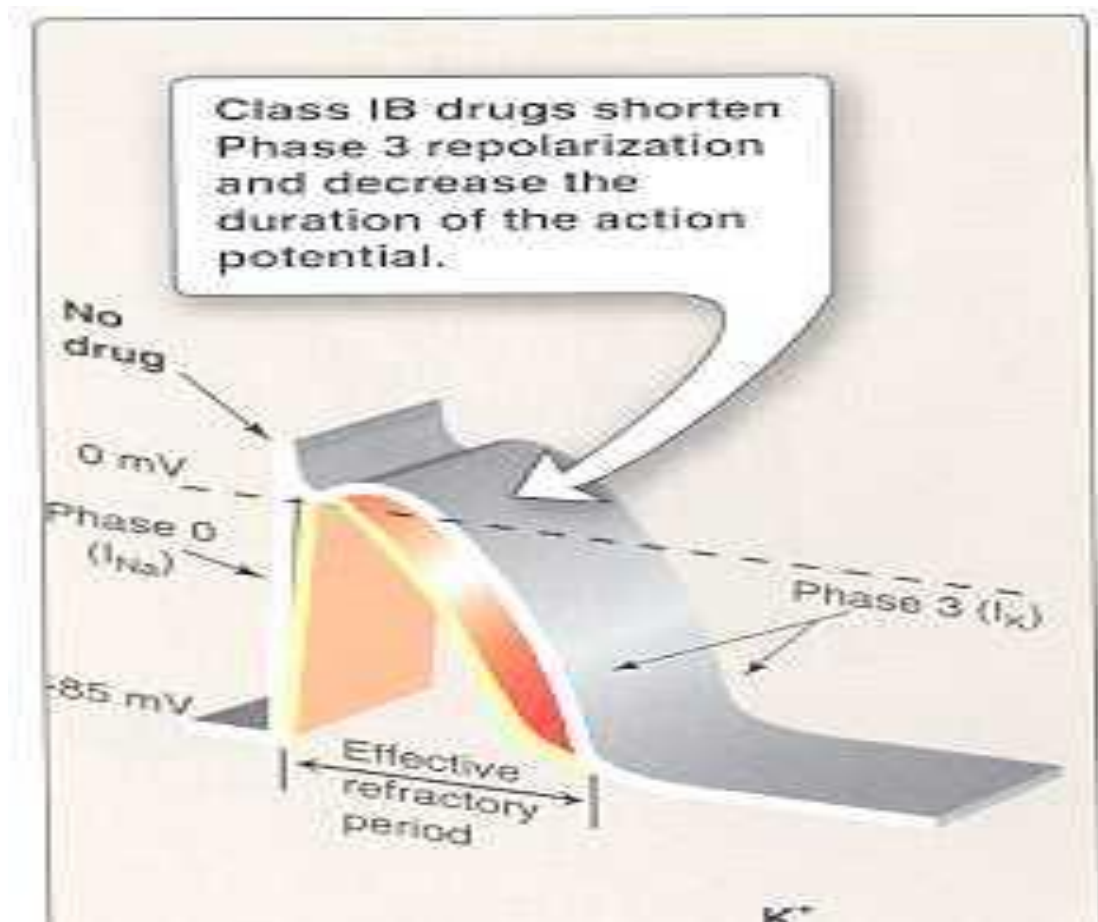 Class IB drugs shorten
Phase 3 repolarization
and decrease the
duration of the action
potential.
No
drug
0 mV
Phase 0
(INa)
Phase 3 (IK)
-85 mV
Effective
refractory
period
K+